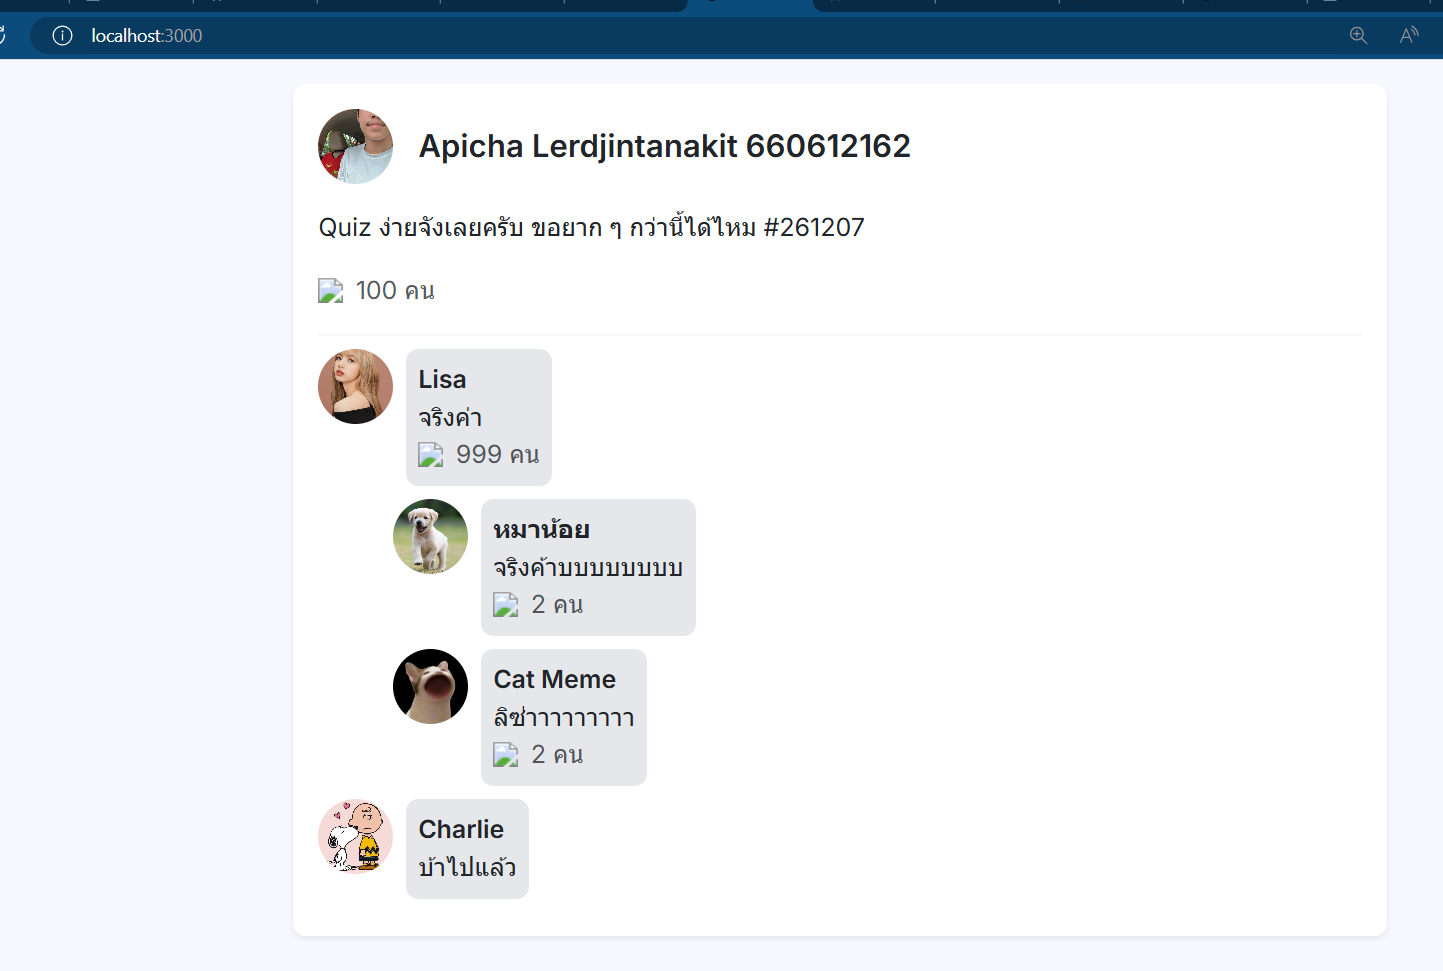 localhost:3000
Apicha Lerdjintanakit 660612162
Quiz ง่ายจังเลยครับ ขอยาก ๆ กว่านี้ได้ไหม #261207
100 คน
Lisa
จริงค่า
999 คน
หมาน้อย
จริงค้าบบบบบบบบ
2 คน
Cat Meme
ลิซ่าาาาาาาาา
2 คน
Charlie
บ้าไปแล้ว